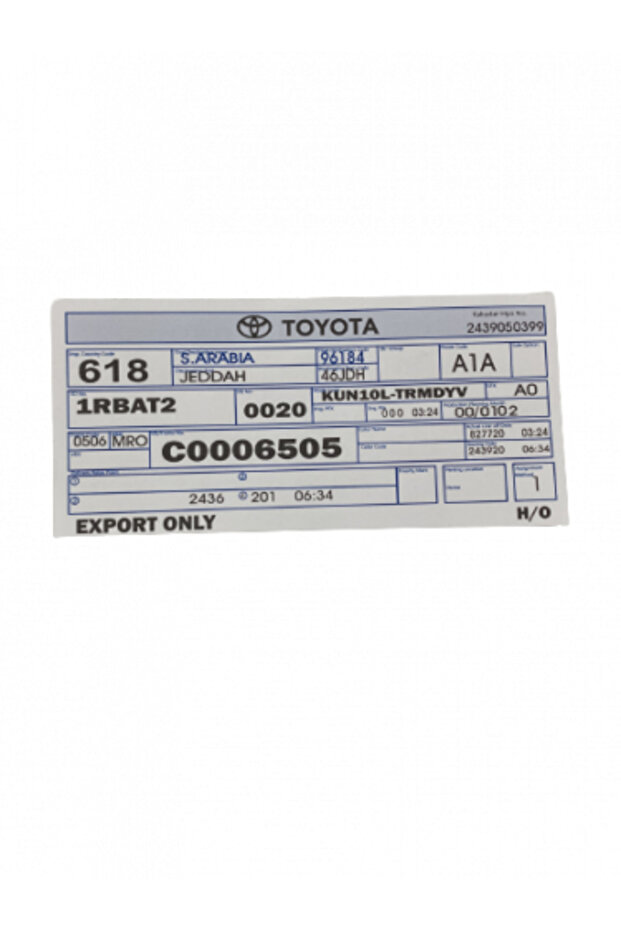 TOYOTA
2439050399
618
S.ARABIA 96184
JEDDAH 46JDH
A1A
1RBAT2
0020
KUN10L-TRMDYV
A0
000 03:24
00/0102
0506 MRO
C0006505
827720 03:24
243920 06:34
2436 © 201 06:34
1
EXPORT ONLY
H/O